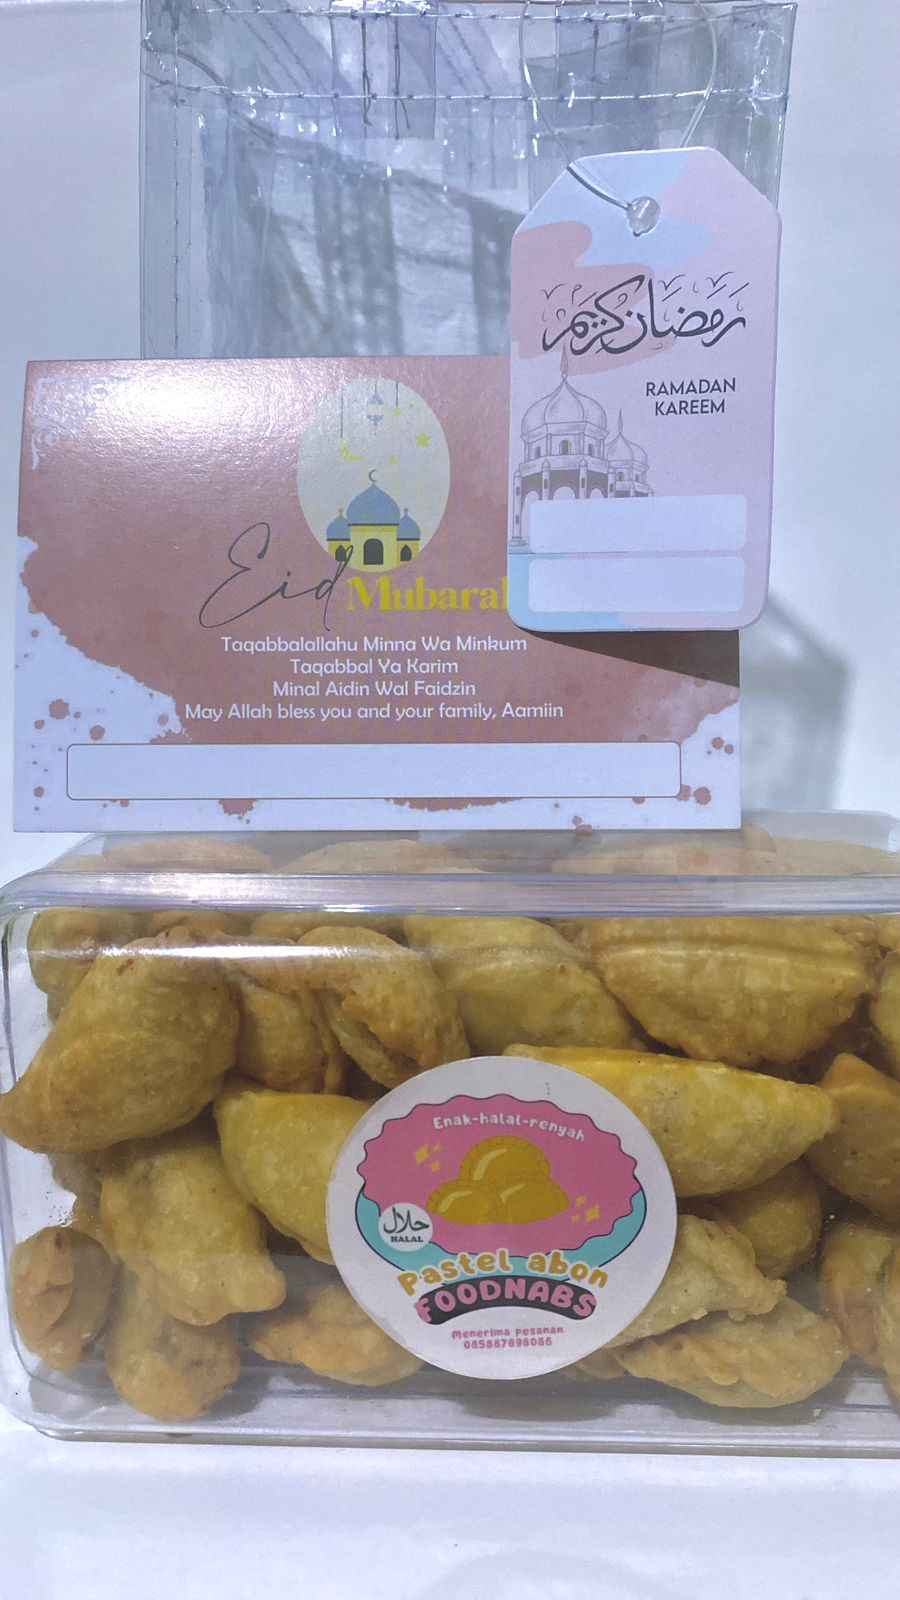 رمضان كريم
RAMADAN
KAREEM
Eid
Mubarak
Taqabbalallahu Minna Wa Minkum
Taqabbal Ya Karim
Minal Aidin Wal Faidzin
May Allah bless you and your family, Aamiin
Enak-halal-renyah
حلال
HALAL
Pastel abon
FOODNABS
Menerima pesanan
085887898086